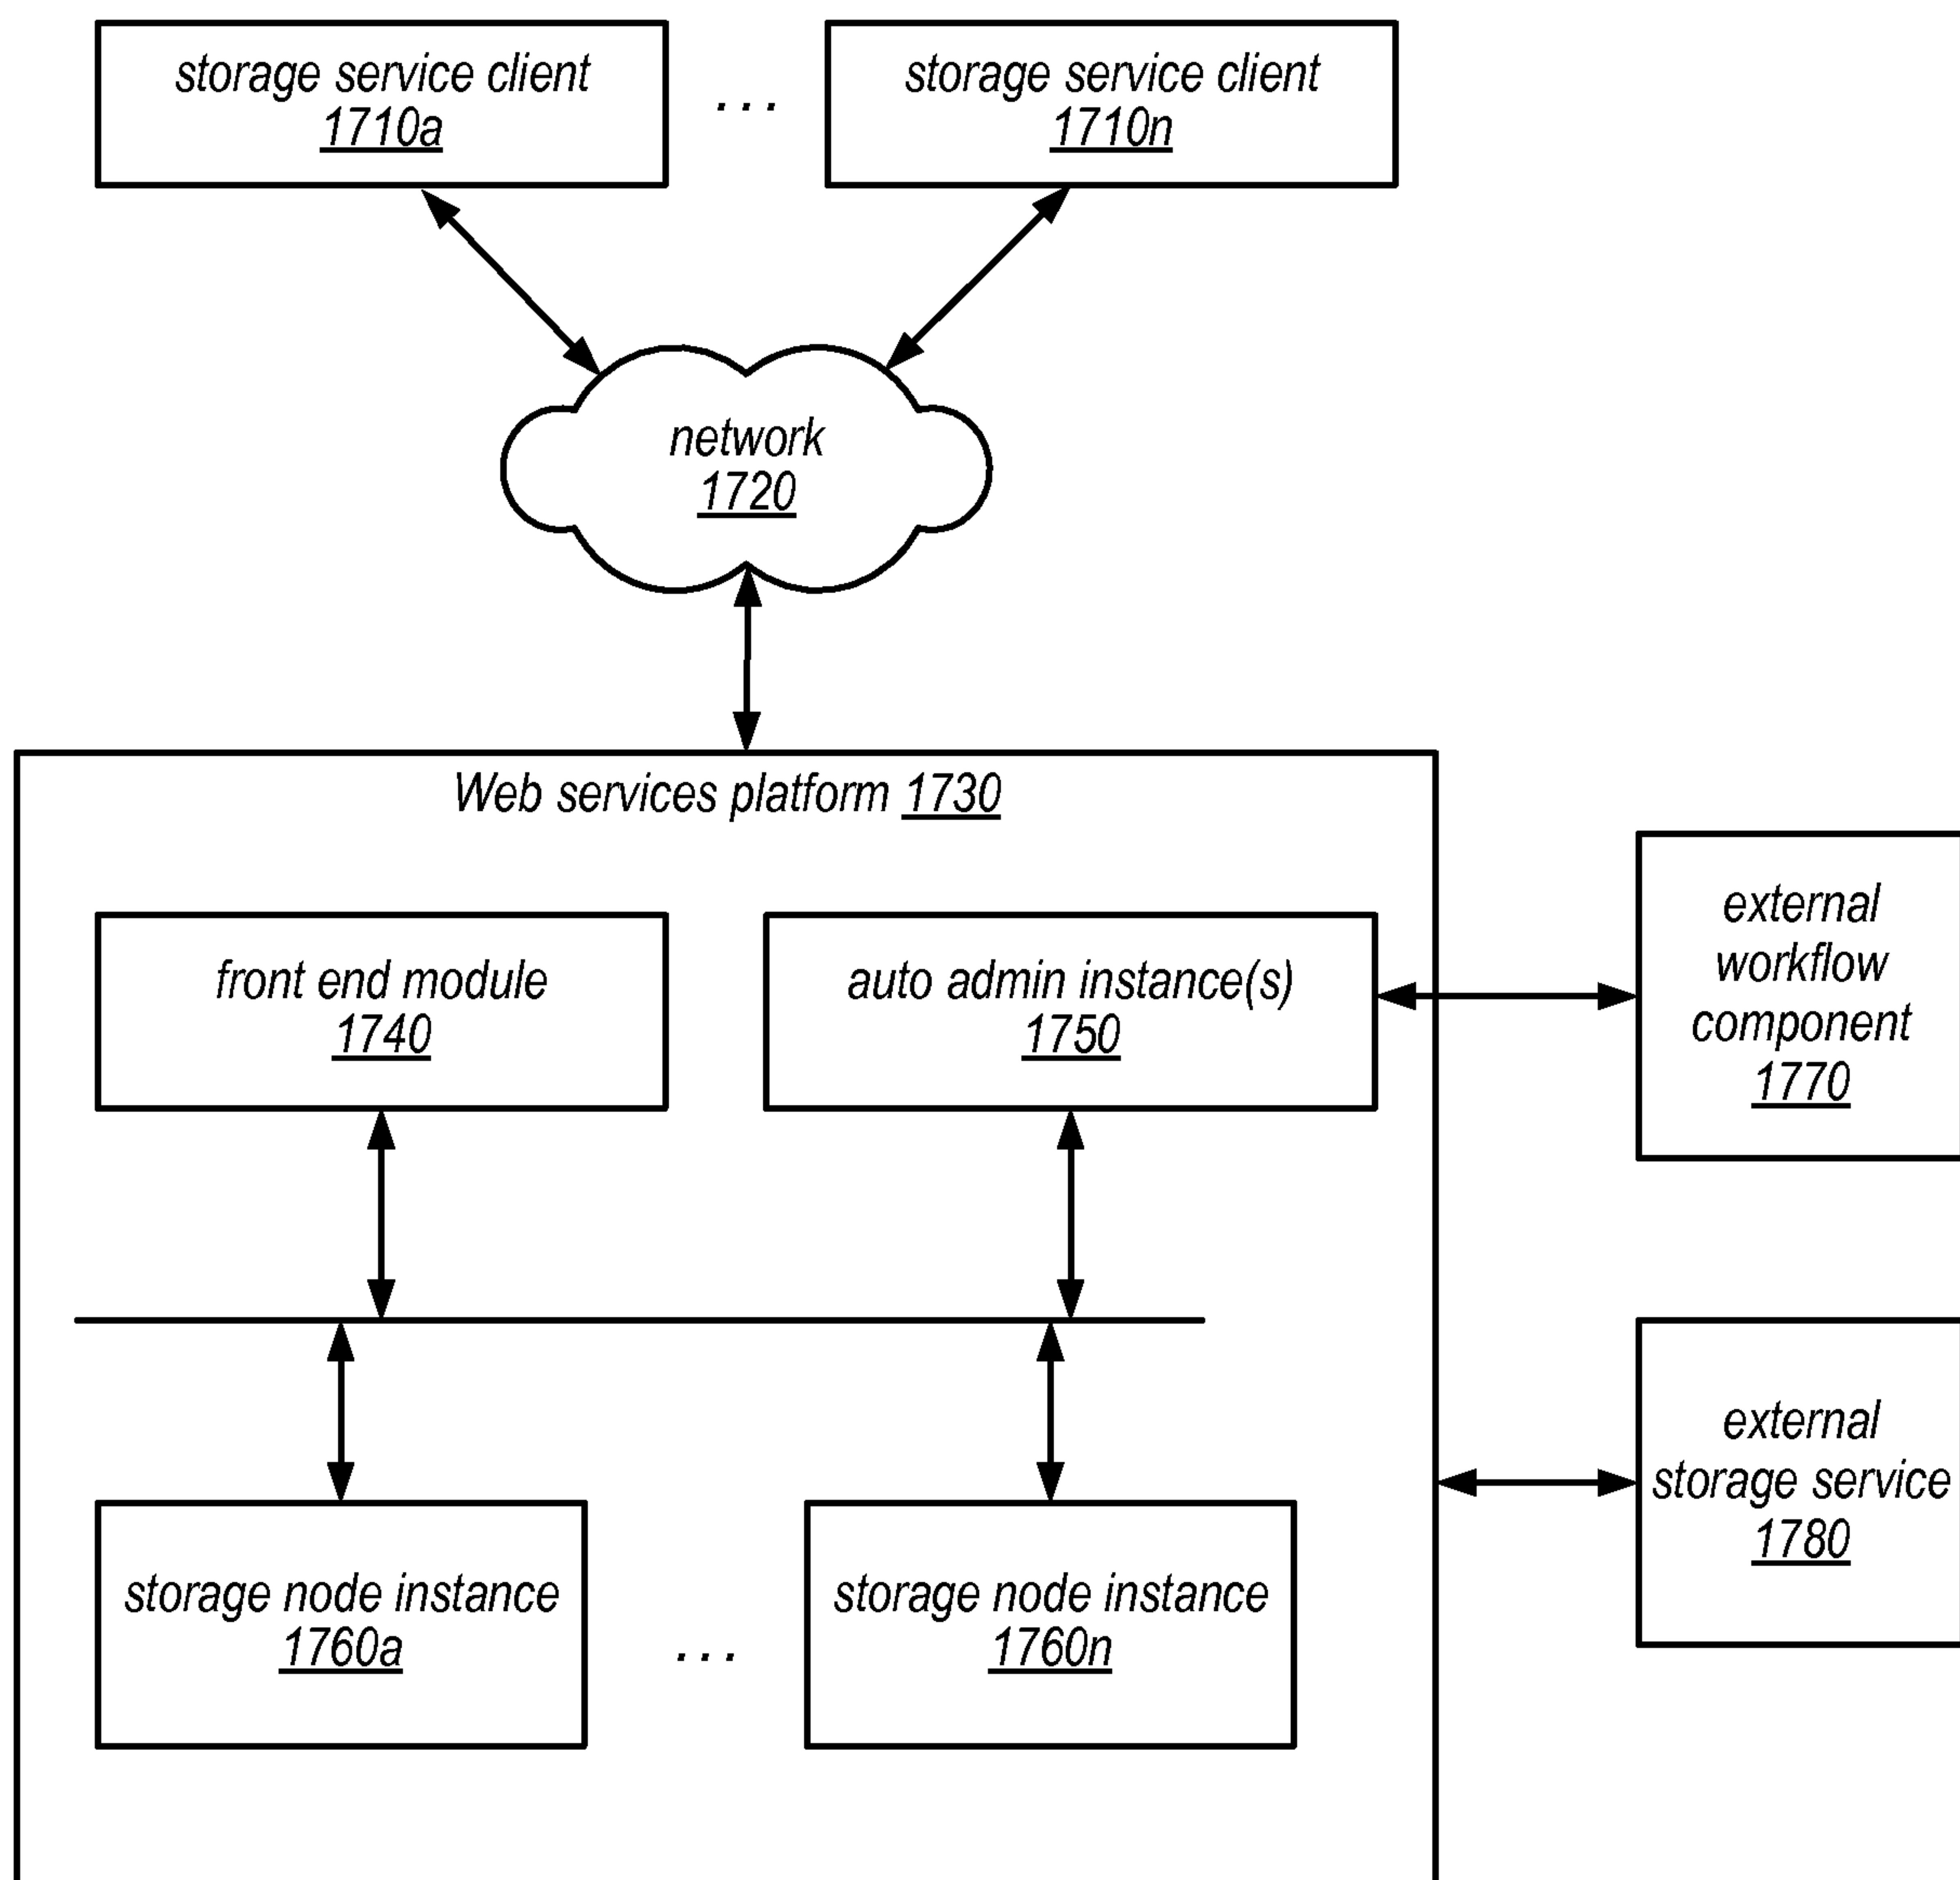 storage service client
1710a
...
storage service client
1710n
network
1720
Web services platform 1730
front end module
1740
auto admin instance(s)
1750
external
workflow
component
1770
external
storage service
1780
storage node instance
1760a
...
storage node instance
1760n